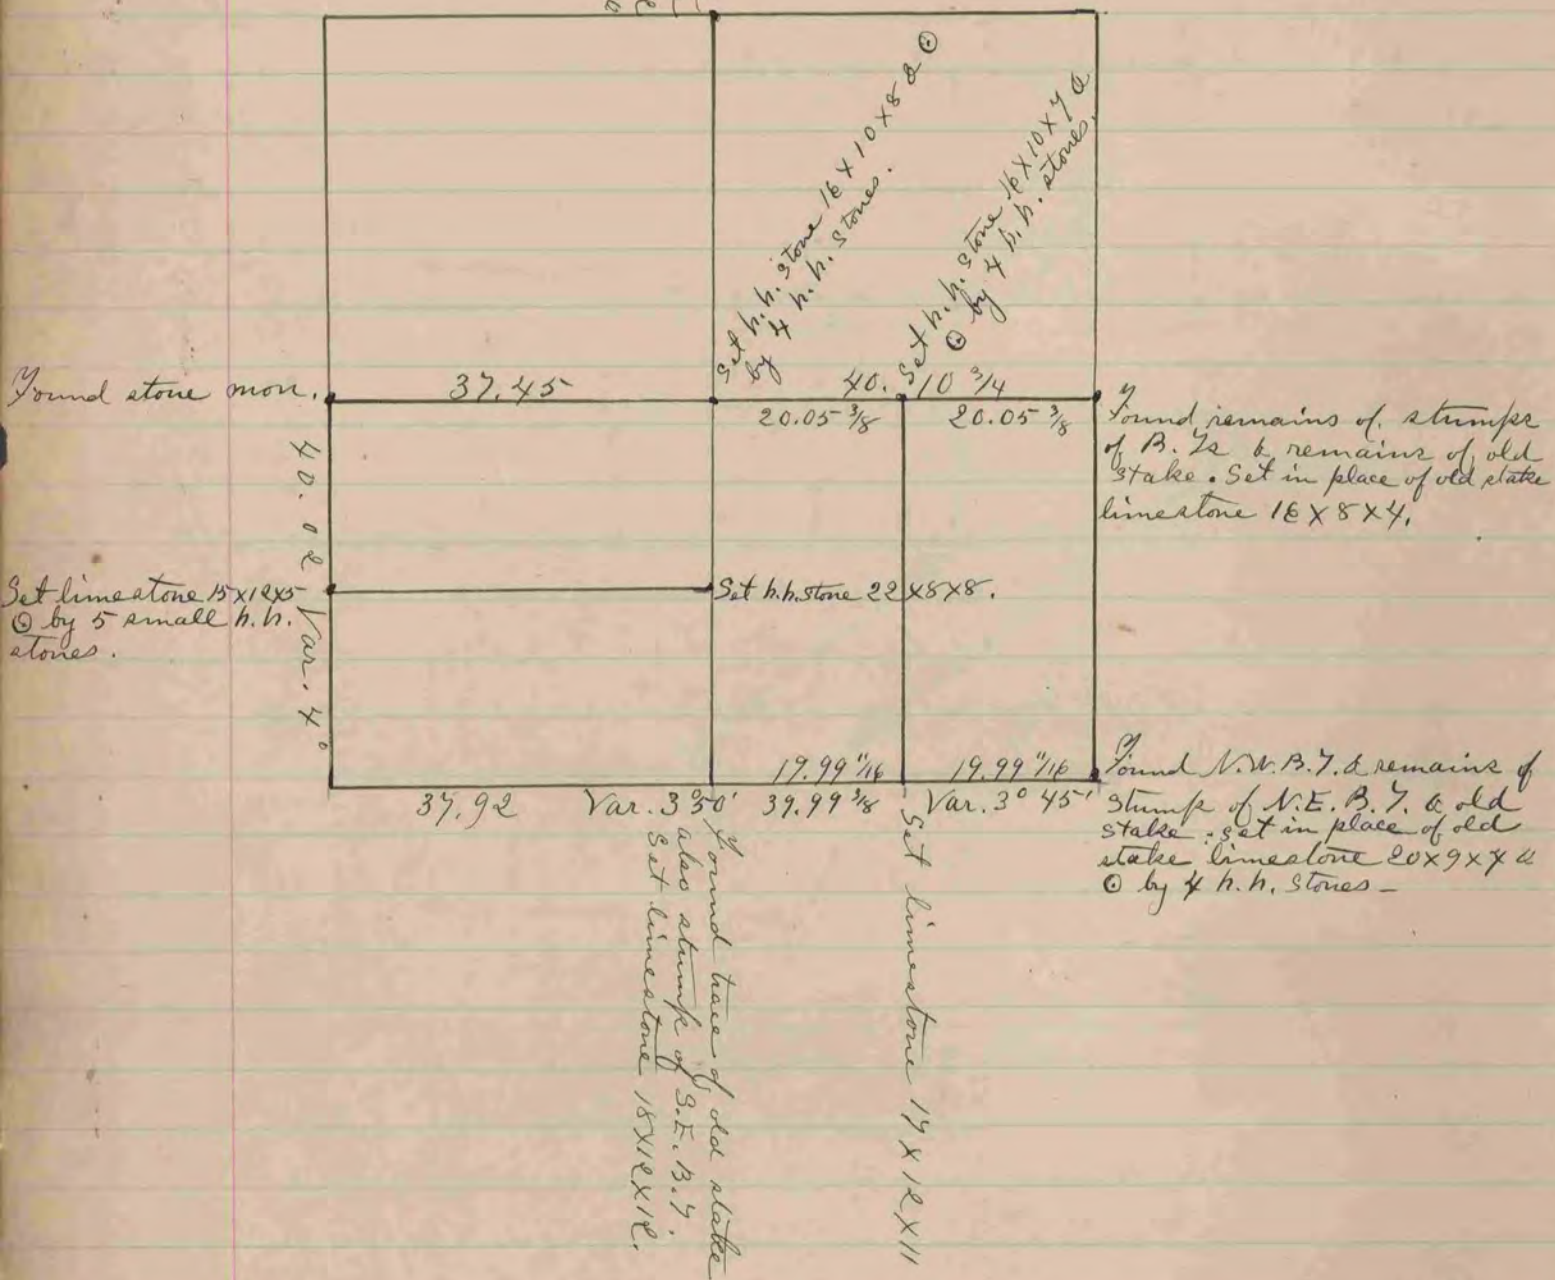 Set h.h. stone 16 X 10 X 8 & ⊙
by 4 h.h. stones.
Set h.h. stone 16 X 10 X 7 &
⊙ by 4 h.h. stones.
Found stone mon.
37.45
40.10 3/4
20.05 3/8
20.05 3/8
Found remains of stumps
of B. Ts & remains of old
stake. Set in place of old stake
limestone 16 X 8 X 4.
40.02 Var. 4°
Set limestone 15 X 12 X 5
⊙ by 5 small h.h.
stones.
Set h.h. stone 22 X 8 X 8.
19.99 11/16
19.99 11/16
37.92
Var. 3° 50'
39.99 3/8
Var. 3° 45'
Found N.W. B.T. & remains of
stump of N.E. B.T. & old
stake. set in place of old
stake limestone 20 X 9 X 7 &
⊙ by 4 h.h. stones -
Found trace of old stake
also stump of S.E. B.T.
Set limestone 18 X 12 X 12.
Set limestone 17 X 12 X 11